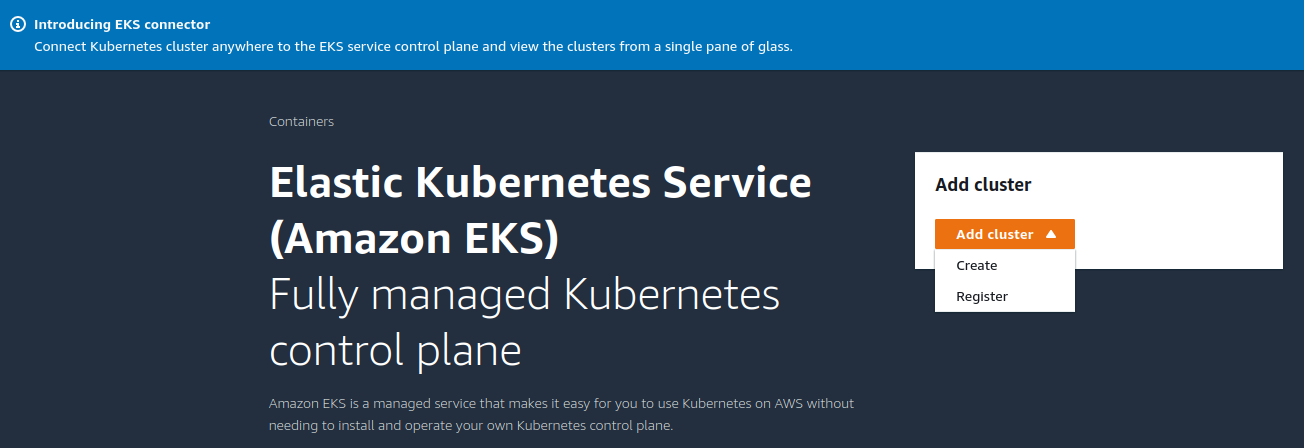 Introducing EKS connector
Connect Kubernetes cluster anywhere to the EKS service control plane and view the clusters from a single pane of glass.
Containers
Elastic Kubernetes Service
(Amazon EKS)
Fully managed Kubernetes
control plane
Amazon EKS is a managed service that makes it easy for you to use Kubernetes on AWS without
needing to install and operate your own Kubernetes control plane.
Add cluster
Add cluster
Create
Register